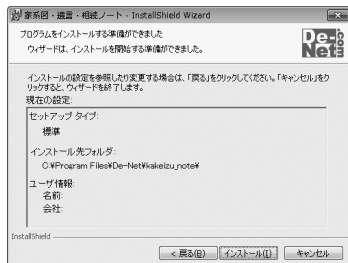 家系図・遺言・相続ノート - InstallShield Wizard
プログラムをインストールする準備ができました
ウィザードは、インストールを開始する準備ができました。
De-
Net
インストールの設定を参照したり変更する場合は、「戻る」をクリックしてください。「キャンセル」をク
リックすると、ウィザードを終了します。
現在の設定:
セットアップ タイプ:
標準
インストール先フォルダ:
C:¥Program Files¥De-Net¥kakeizu_note¥
ユーザ情報:
名前:
会社:
InstallShield
< 戻る(B)
インストール(I)
キャンセル